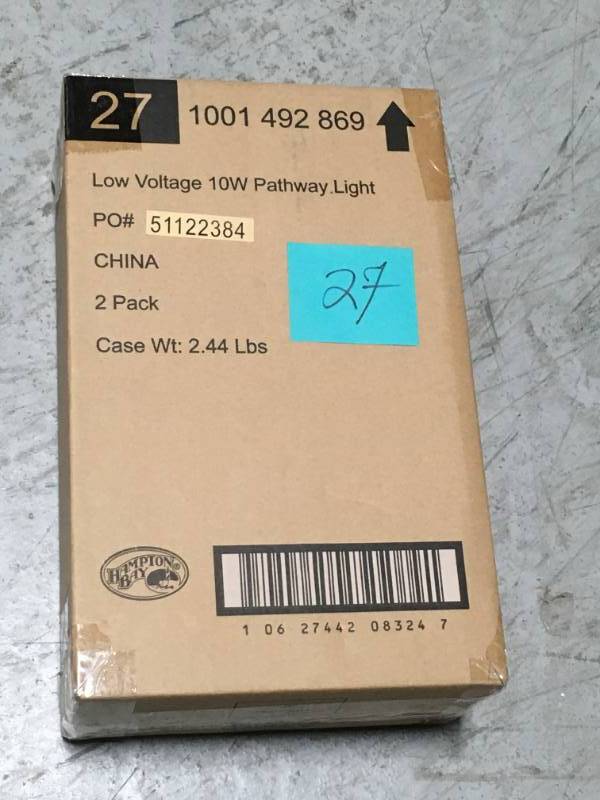 27 1001 492 869
Low Voltage 10W Pathway.Light
PO# 51122384
CHINA
27
2 Pack
Case Wt: 2.44 Lbs
HAMPTON
BAY
1 06 27442 08324 7